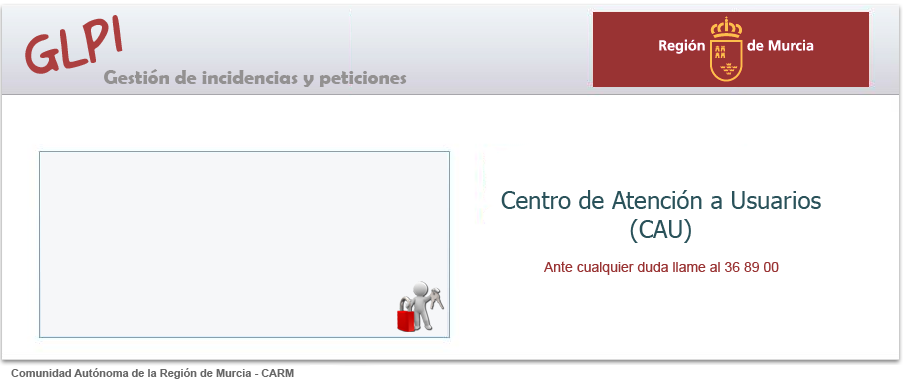 GLPI
Gestión de incidencias y peticiones
Región de Murcia
Centro de Atención a Usuarios
(CAU)
Ante cualquier duda llame al 36 89 00
Comunidad Autónoma de la Región de Murcia - CARM